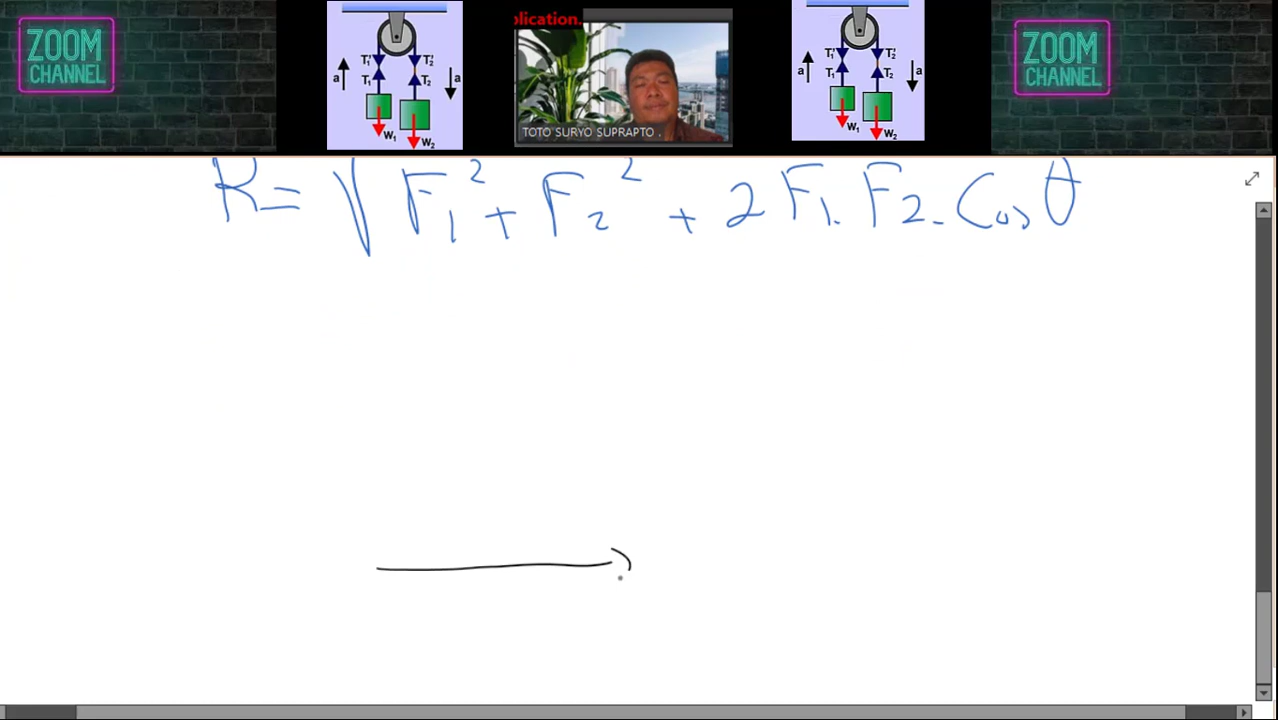 ZOOM
CHANNEL
T₁' T₂'
a T₁ T₂ a
W₁
W₂
plication.
TOTO SURYO SUPRAPTO .
T₁' T₂'
a T₁ T₂ a
W₁
W₂
ZOOM
CHANNEL
R = √ F₁² + F₂² + 2 F₁. F₂. Cos θ